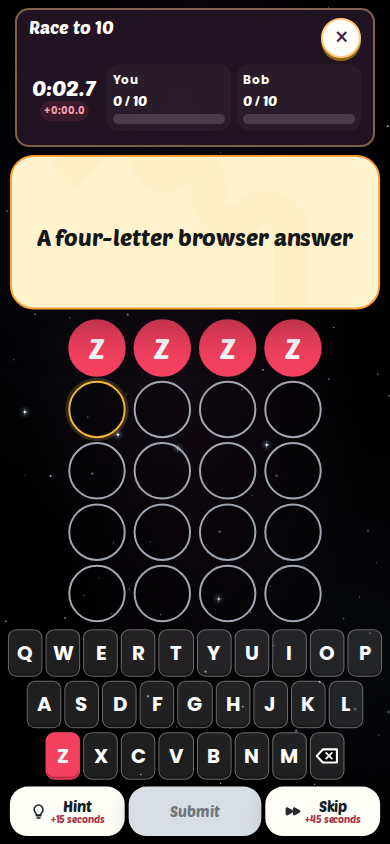 Race to 10
×
0:02.7
+0:00.0
You
0 / 10
Bob
0 / 10
A four-letter browser answer
Z Z Z Z
Q W E R T Y U I O P
A S D F G H J K L
Z X C V B N M
Hint
+15 seconds
Submit
Skip
+45 seconds